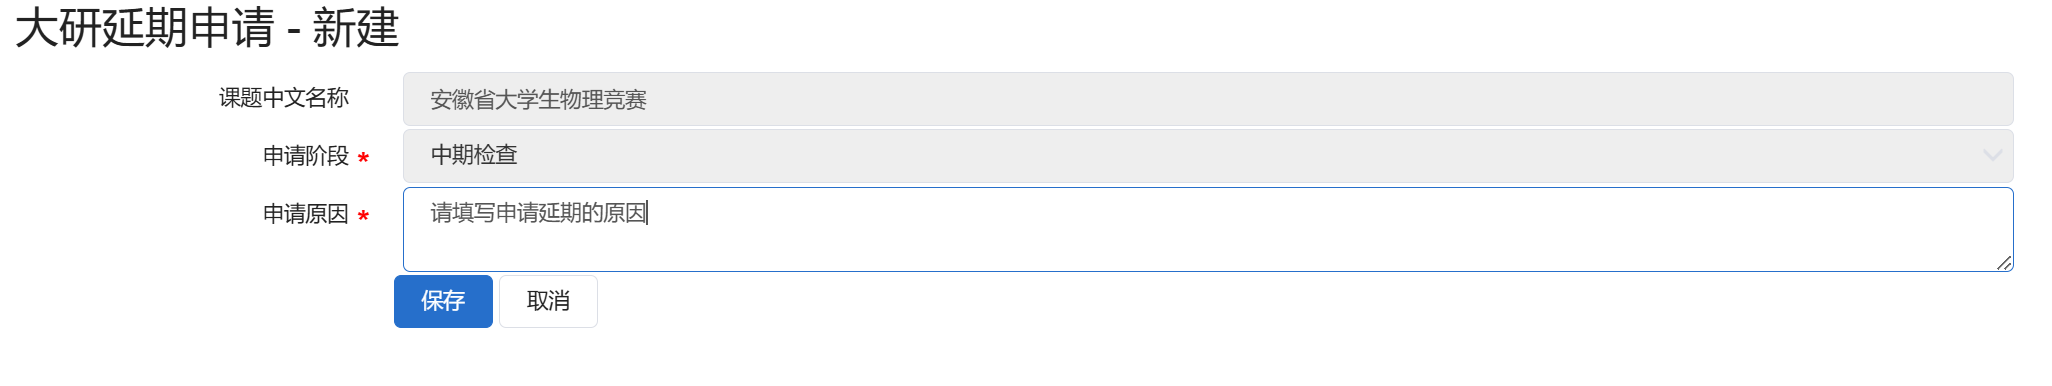 大研延期申请 - 新建
课题中文名称 安徽省大学生物理竞赛
申请阶段 * 中期检查
申请原因 * 请填写申请延期的原因
保存 取消